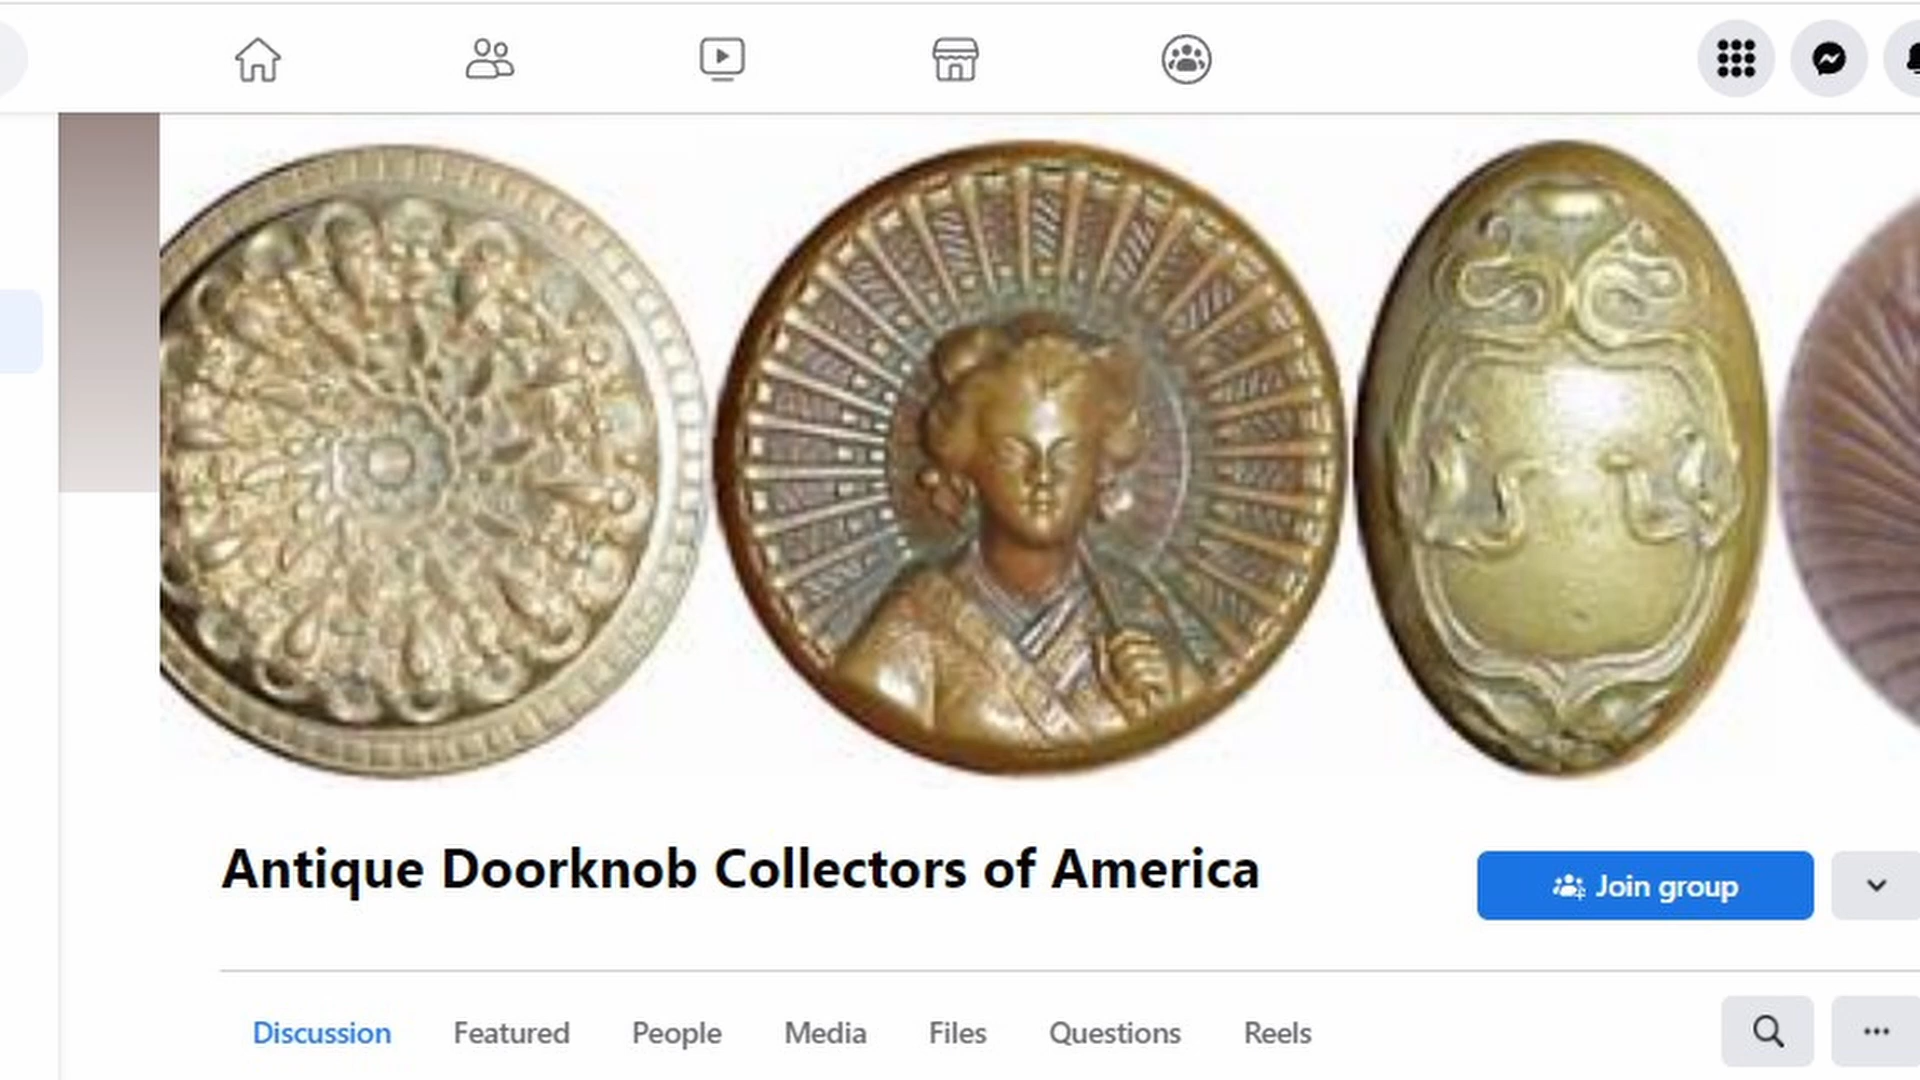 Antique Doorknob Collectors of America
Join group
Discussion Featured People Media Files Questions Reels